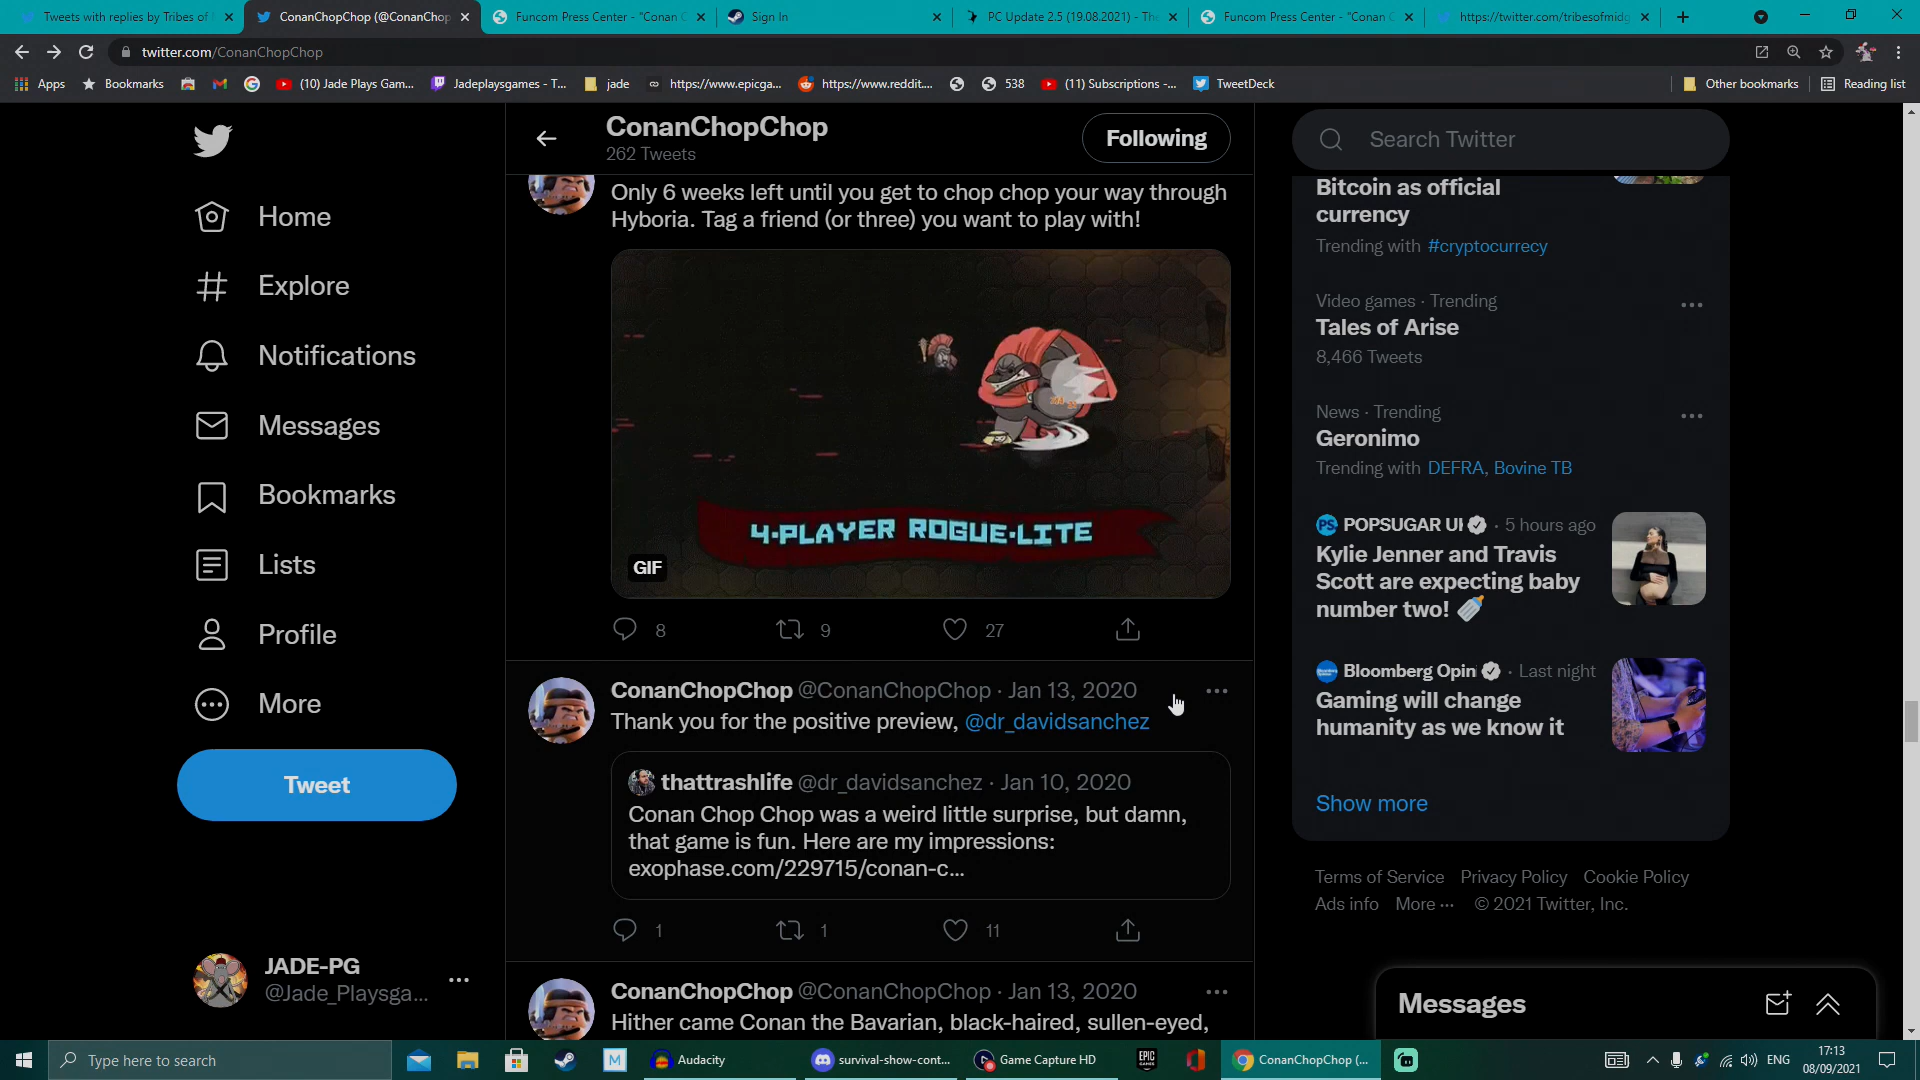 Tweets with replies by Tribes of
ConanChopChop (@ConanChop
Funcom Press Center - "Conan C
Sign In
PC Update 2.5 (19.08.2021) - The
Funcom Press Center - "Conan C
https://twitter.com/tribesofmidg
twitter.com/ConanChopChop
Apps
Bookmarks
(10) Jade Plays Gam...
Jadeplaysgames - T...
jade
https://www.epicga...
https://www.reddit....
538
(11) Subscriptions -...
TweetDeck
Other bookmarks
Reading list
Home
Explore
Notifications
Messages
Bookmarks
Lists
Profile
More
Tweet
JADE-PG
@Jade_Playsga...
ConanChopChop
262 Tweets
Following
Only 6 weeks left until you get to chop chop your way through
Hyboria. Tag a friend (or three) you want to play with!
4-PLAYER ROGUE-LITE
GIF
8
9
27
ConanChopChop @ConanChopChop · Jan 13, 2020
Thank you for the positive preview, @dr_davidsanchez
thattrashlife @dr_davidsanchez · Jan 10, 2020
Conan Chop Chop was a weird little surprise, but damn,
that game is fun. Here are my impressions:
exophase.com/229715/conan-c...
1
1
11
ConanChopChop @ConanChopChop · Jan 13, 2020
Hither came Conan the Bavarian, black-haired, sullen-eyed,
Search Twitter
Bitcoin as official
currency
Trending with #cryptocurrecy
Video games · Trending
Tales of Arise
8,466 Tweets
News · Trending
Geronimo
Trending with DEFRA, Bovine TB
POPSUGAR UK · 5 hours ago
Kylie Jenner and Travis
Scott are expecting baby
number two! 🍼
Bloomberg Opin · Last night
Gaming will change
humanity as we know it
Show more
Terms of Service Privacy Policy Cookie Policy
Ads info More ··· © 2021 Twitter, Inc.
Messages
Type here to search
Audacity
survival-show-cont...
Game Capture HD
EPIC GAMES
ConanChopChop (...
ENG
17:13
08/09/2021